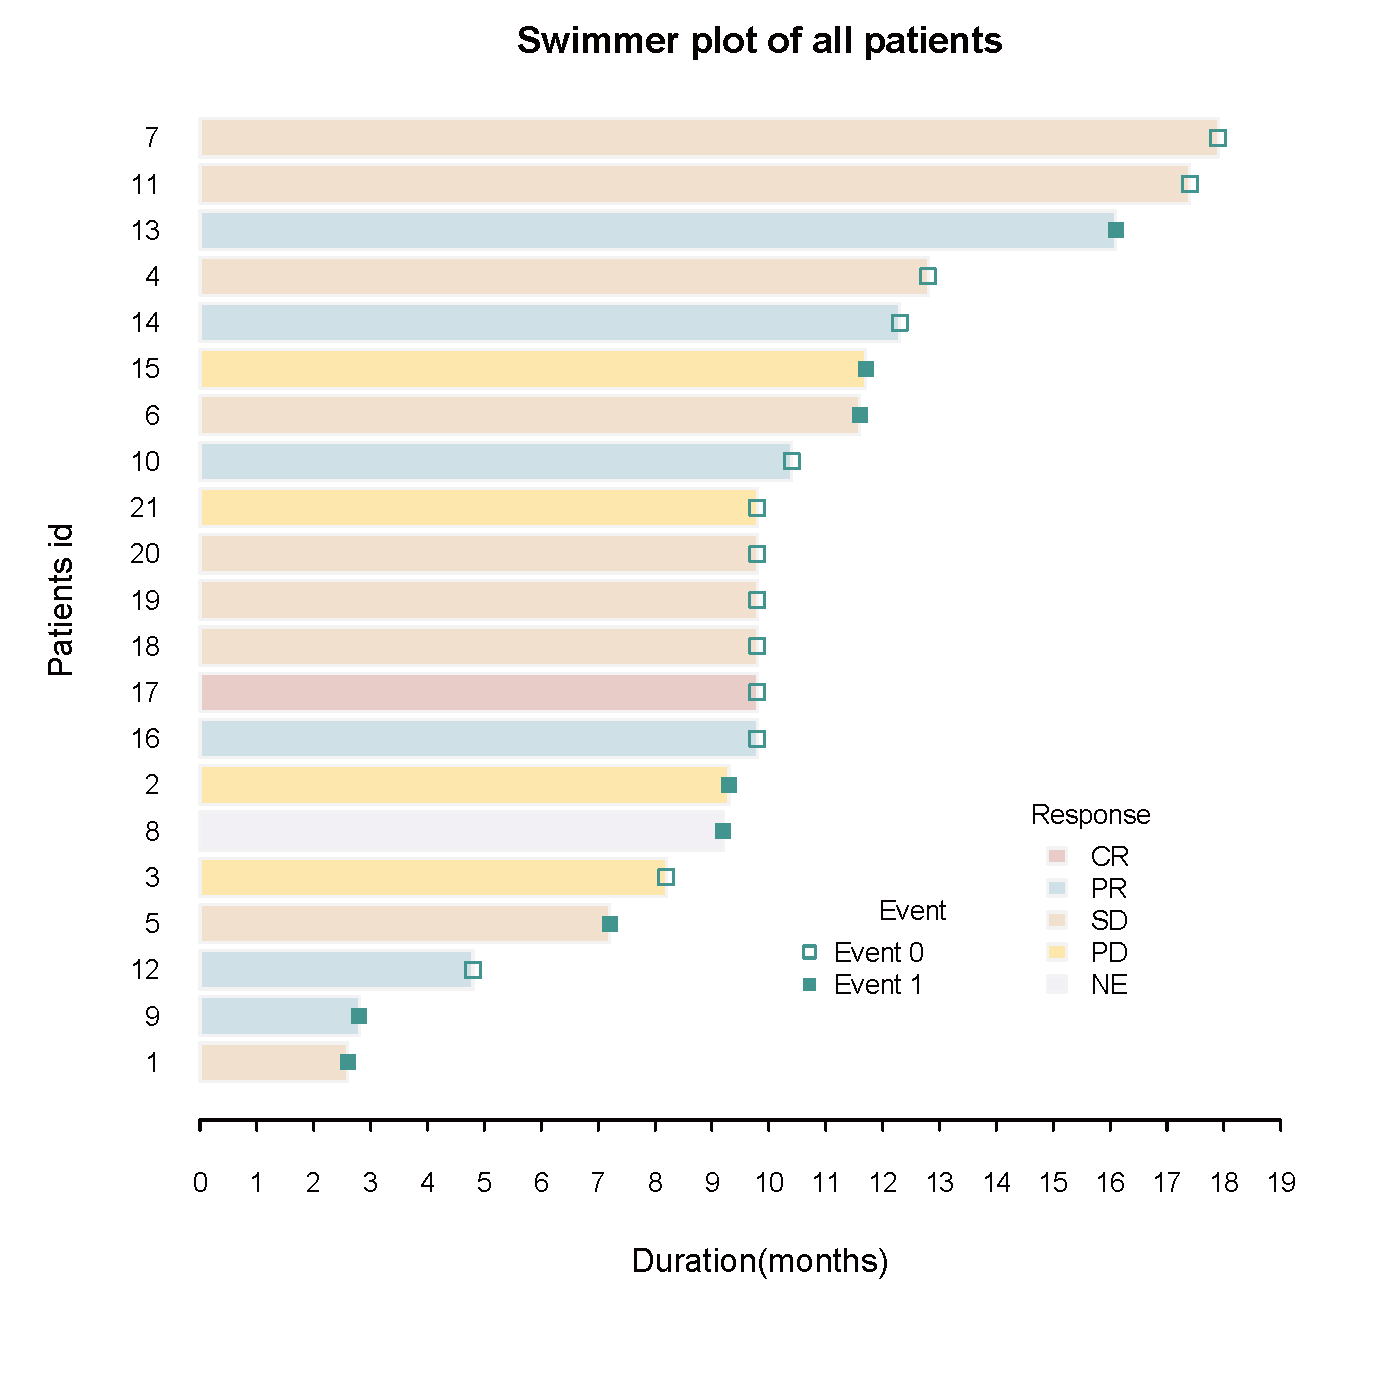 Swimmer plot of all patients
Patients id
7
11
13
4
14
15
6
10
21
20
19
18
17
16
2
8
3
5
12
9
1
Response
CR
PR
SD
PD
NE
Event
Event 0
Event 1
0 1 2 3 4 5 6 7 8 9 10 11 12 13 14 15 16 17 18 19
Duration(months)